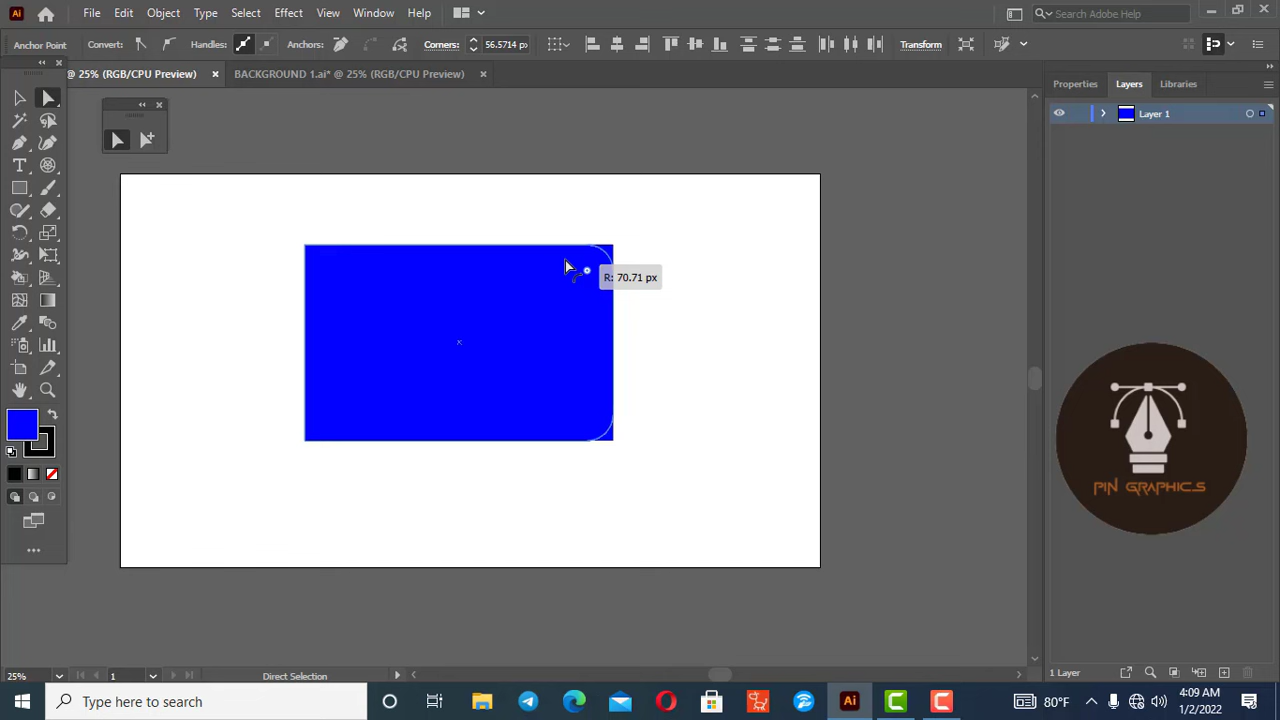 Ai File Edit Object Type Select Effect View Window Help Search Adobe Help
Anchor Point Convert: Handles: Anchors: Corners: 56.5714 p Transform
@ 25% (RGB/CPU Preview) × BACKGROUND 1.ai* @ 25% (RGB/CPU Preview) ×
Properties Layers Libraries
Layer 1
R: 70.71 px
PIN GRAPHICS
25% 1 Direct Selection 1 Layer
Type here to search Ai 80°F 4:09 AM
1/2/2022